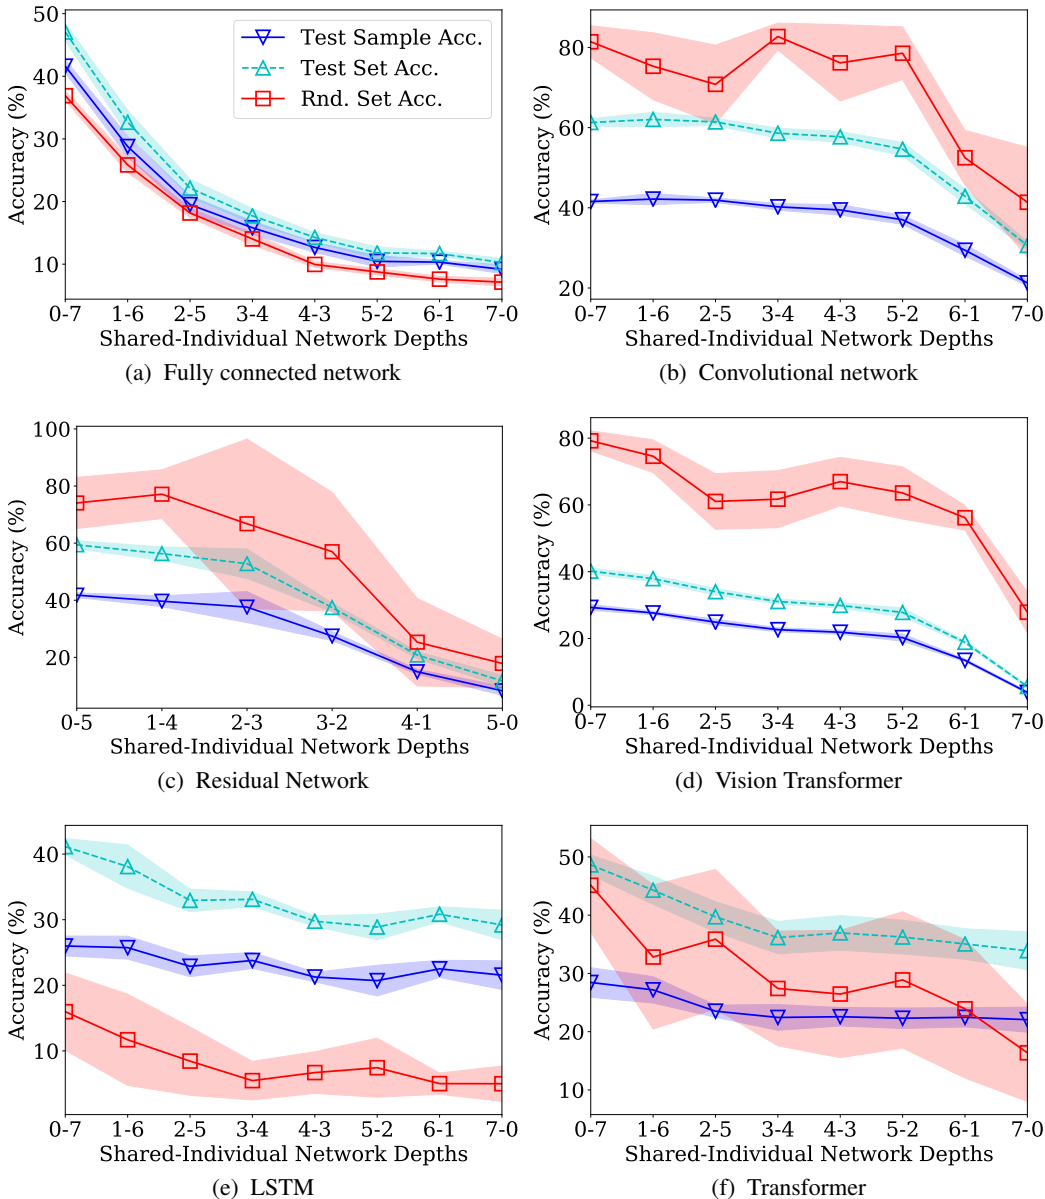 50
40
30
20
10
Accuracy (%)
Test Sample Acc.
Test Set Acc.
Rnd. Set Acc.
0-7 1-6 2-5 3-4 4-3 5-2 6-1 7-0
Shared-Individual Network Depths
(a) Fully connected network
80
60
40
20
Accuracy (%)
0-7 1-6 2-5 3-4 4-3 5-2 6-1 7-0
Shared-Individual Network Depths
(b) Convolutional network
100
80
60
40
20
Accuracy (%)
0-5 1-4 2-3 3-2 4-1 5-0
Shared-Individual Network Depths
(c) Residual Network
80
60
40
20
0
Accuracy (%)
0-7 1-6 2-5 3-4 4-3 5-2 6-1 7-0
Shared-Individual Network Depths
(d) Vision Transformer
40
30
20
10
Accuracy (%)
0-7 1-6 2-5 3-4 4-3 5-2 6-1 7-0
Shared-Individual Network Depths
(e) LSTM
50
40
30
20
10
Accuracy (%)
0-7 1-6 2-5 3-4 4-3 5-2 6-1 7-0
Shared-Individual Network Depths
(f) Transformer